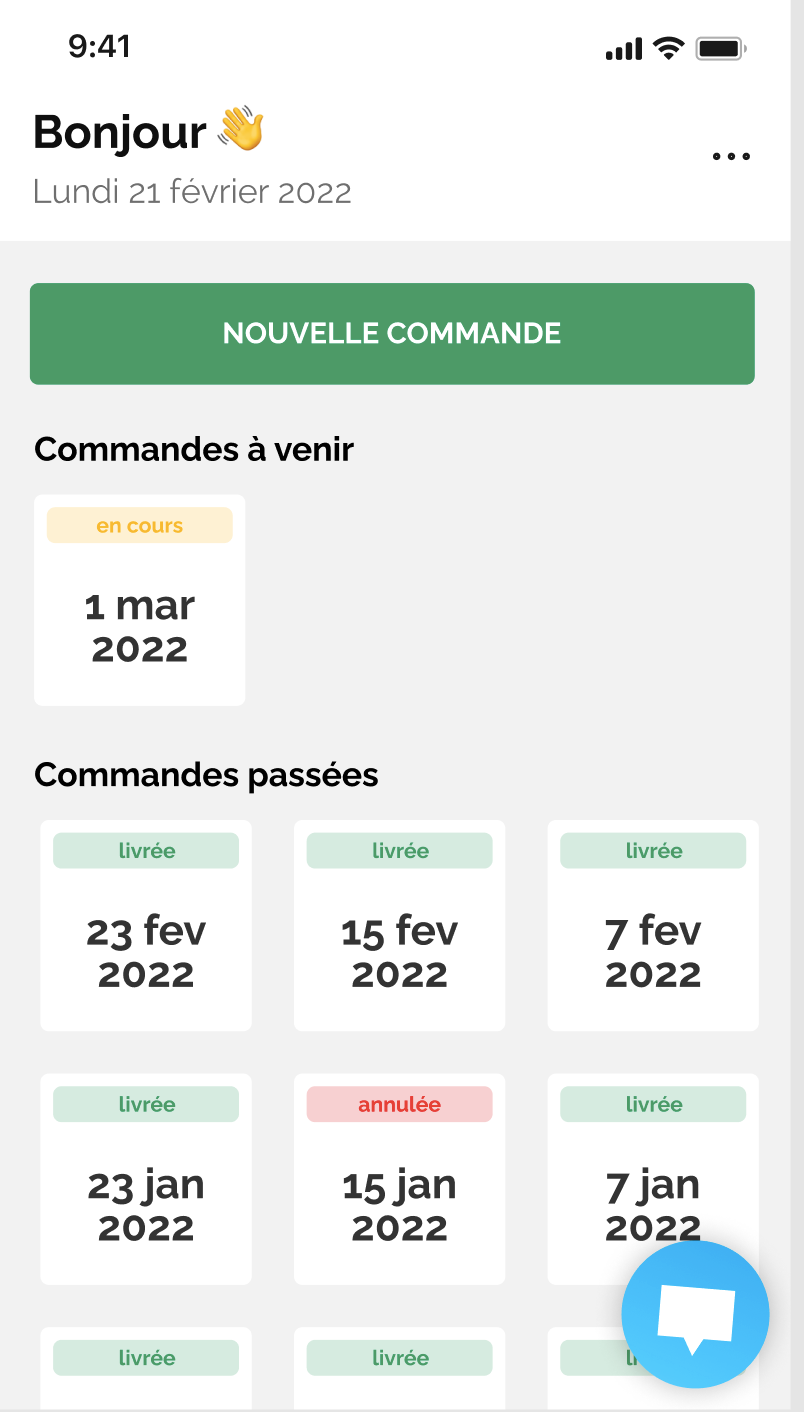 9:41
Bonjour 👋
Lundi 21 février 2022
NOUVELLE COMMANDE
Commandes à venir
en cours
1 mar
2022
Commandes passées
livrée livrée livrée
23 fev 15 fev 7 fev
2022 2022 2022
livrée annulée livrée
23 jan 15 jan 7 jan
2022 2022 2022
livrée livrée